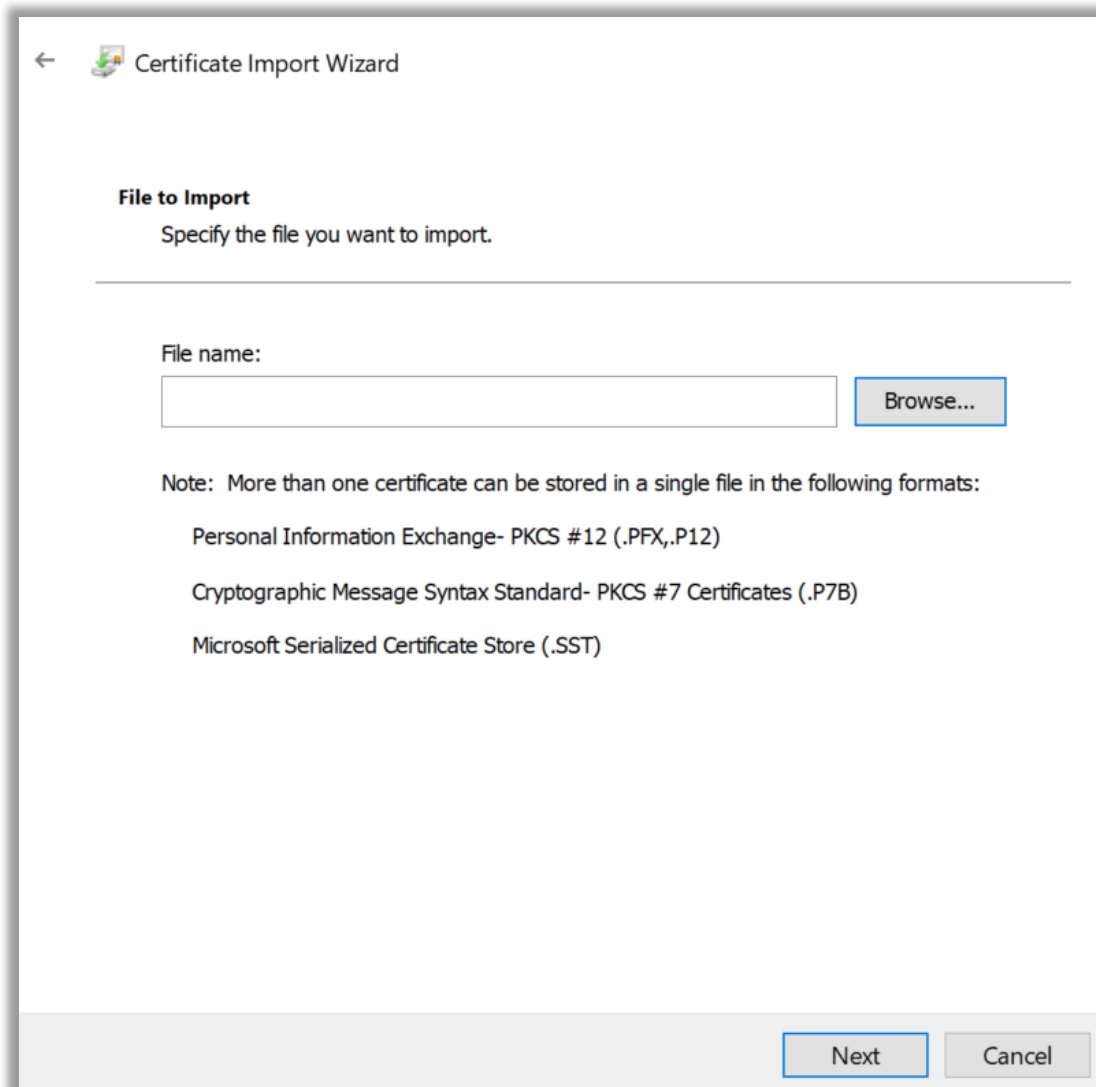 Certificate Import Wizard
File to Import
Specify the file you want to import.
File name:
Browse...
Note:  More than one certificate can be stored in a single file in the following formats:
Personal Information Exchange- PKCS #12 (.PFX,.P12)
Cryptographic Message Syntax Standard- PKCS #7 Certificates (.P7B)
Microsoft Serialized Certificate Store (.SST)
Next
Cancel